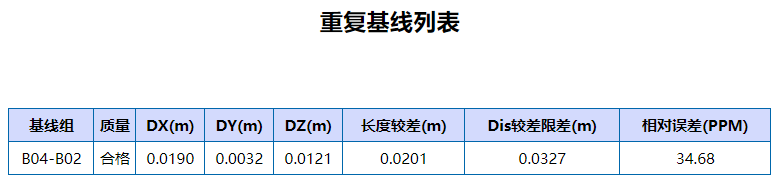 重复基线列表
基线组 质量 DX(m) DY(m) DZ(m) 长度较差(m) Dis较差限差(m) 相对误差(PPM)
B04-B02 合格 0.0190 0.0032 0.0121 0.0201 0.0327 34.68